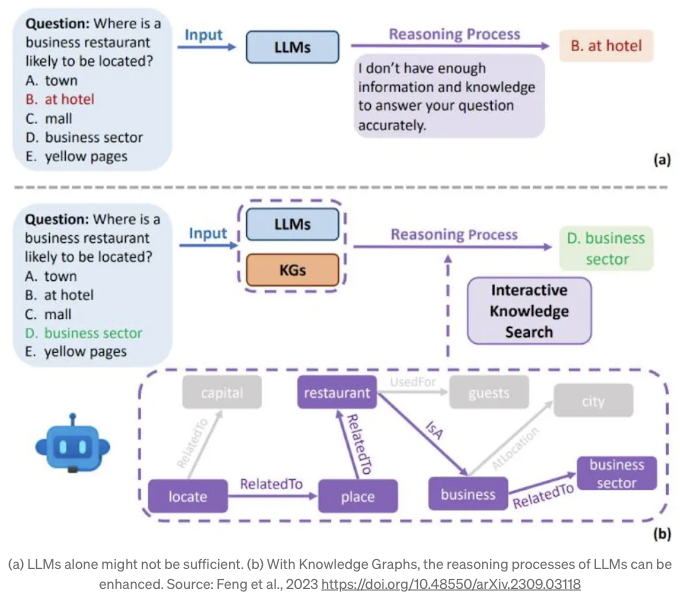 Question: Where is a
business restaurant
likely to be located?
A. town
B. at hotel
C. mall
D. business sector
E. yellow pages
Input
LLMs
Reasoning Process
I don't have enough
information and knowledge
to answer your question
accurately.
B. at hotel
(a)
Question: Where is a
business restaurant
likely to be located?
A. town
B. at hotel
C. mall
D. business sector
E. yellow pages
Input
LLMs
KGs
Reasoning Process
D. business
sector
Interactive
Knowledge
Search
capital
restaurant
UsedFor
guests
city
RelatedTo
RelatedTo
IsA
AtLocation
locate
RelatedTo
place
business
RelatedTo
business
sector
(b)
(a) LLMs alone might not be sufficient. (b) With Knowledge Graphs, the reasoning processes of LLMs can be
enhanced. Source: Feng et al., 2023 https://doi.org/10.48550/arXiv.2309.03118